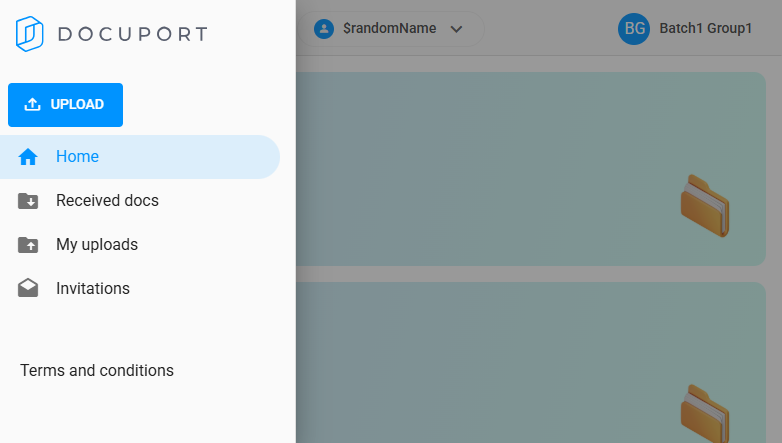 DOCUPORT
$randomName
BG
Batch1 Group1
UPLOAD
Home
Received docs
My uploads
Invitations
Terms and conditions